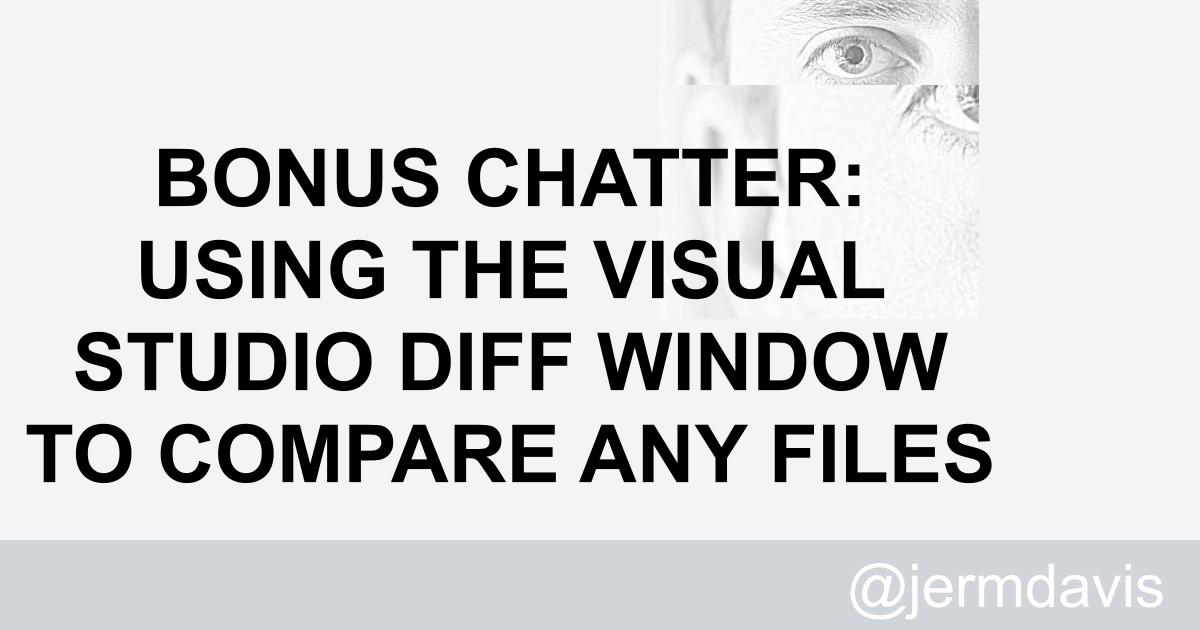 BONUS CHATTER:
USING THE VISUAL
STUDIO DIFF WINDOW
TO COMPARE ANY FILES
@jermdavis